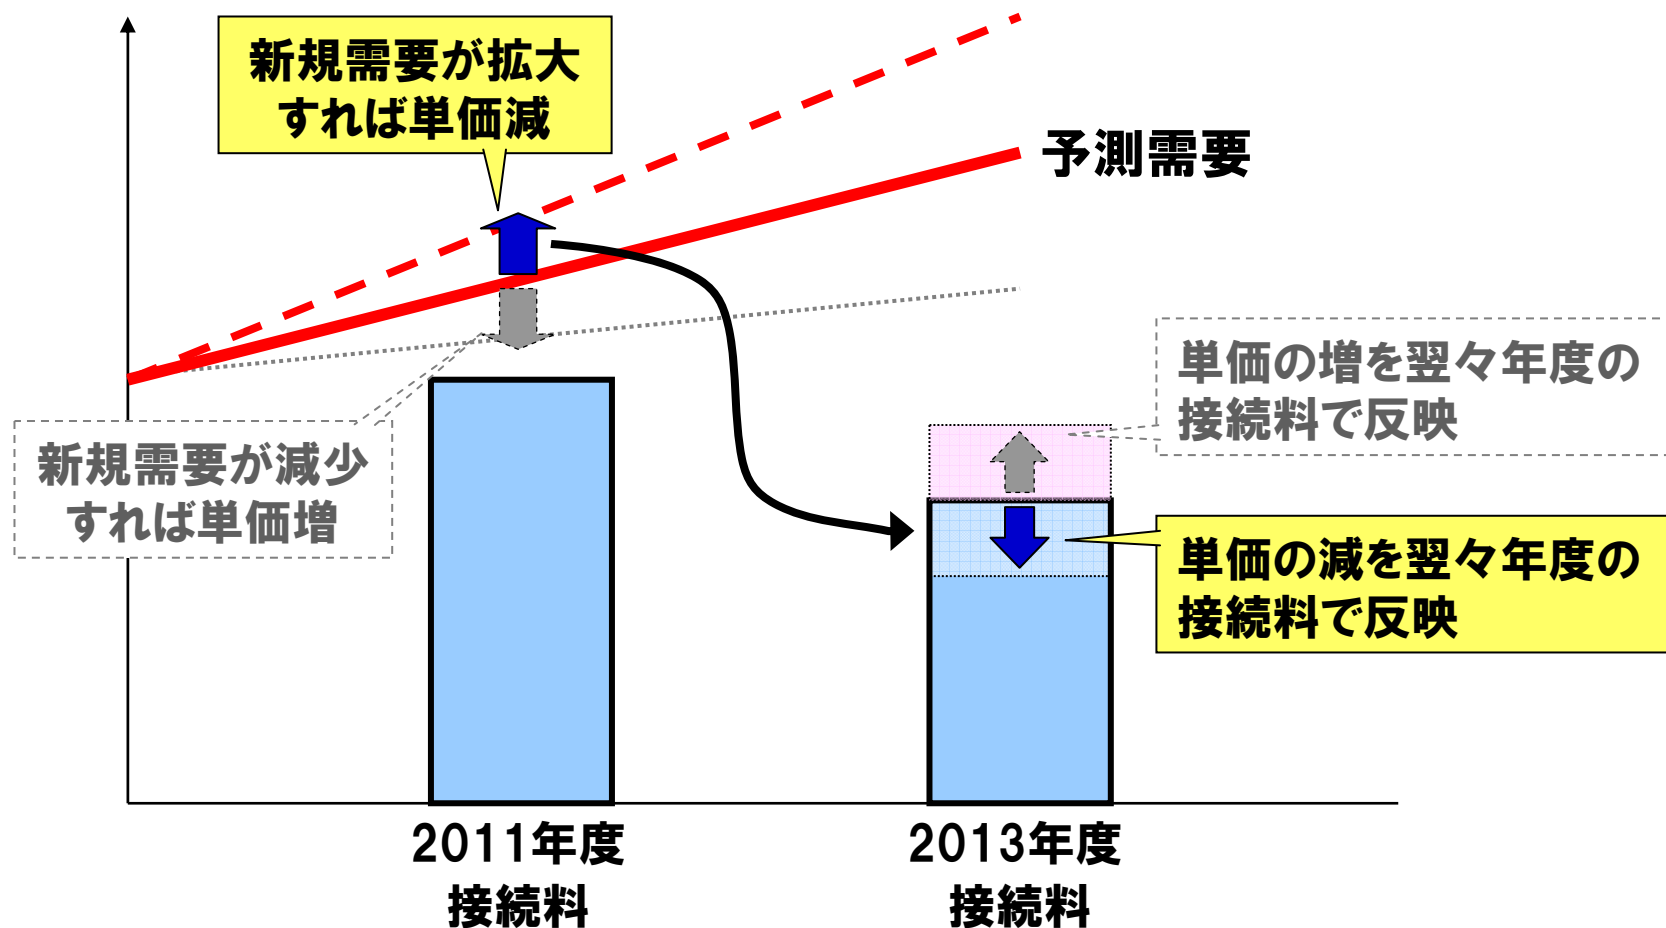 新規需要が拡大
すれば単価減
予測需要
単価の増を翌々年度の
接続料で反映
新規需要が減少
すれば単価増
単価の減を翌々年度の
接続料で反映
2011年度
接続料
2013年度
接続料